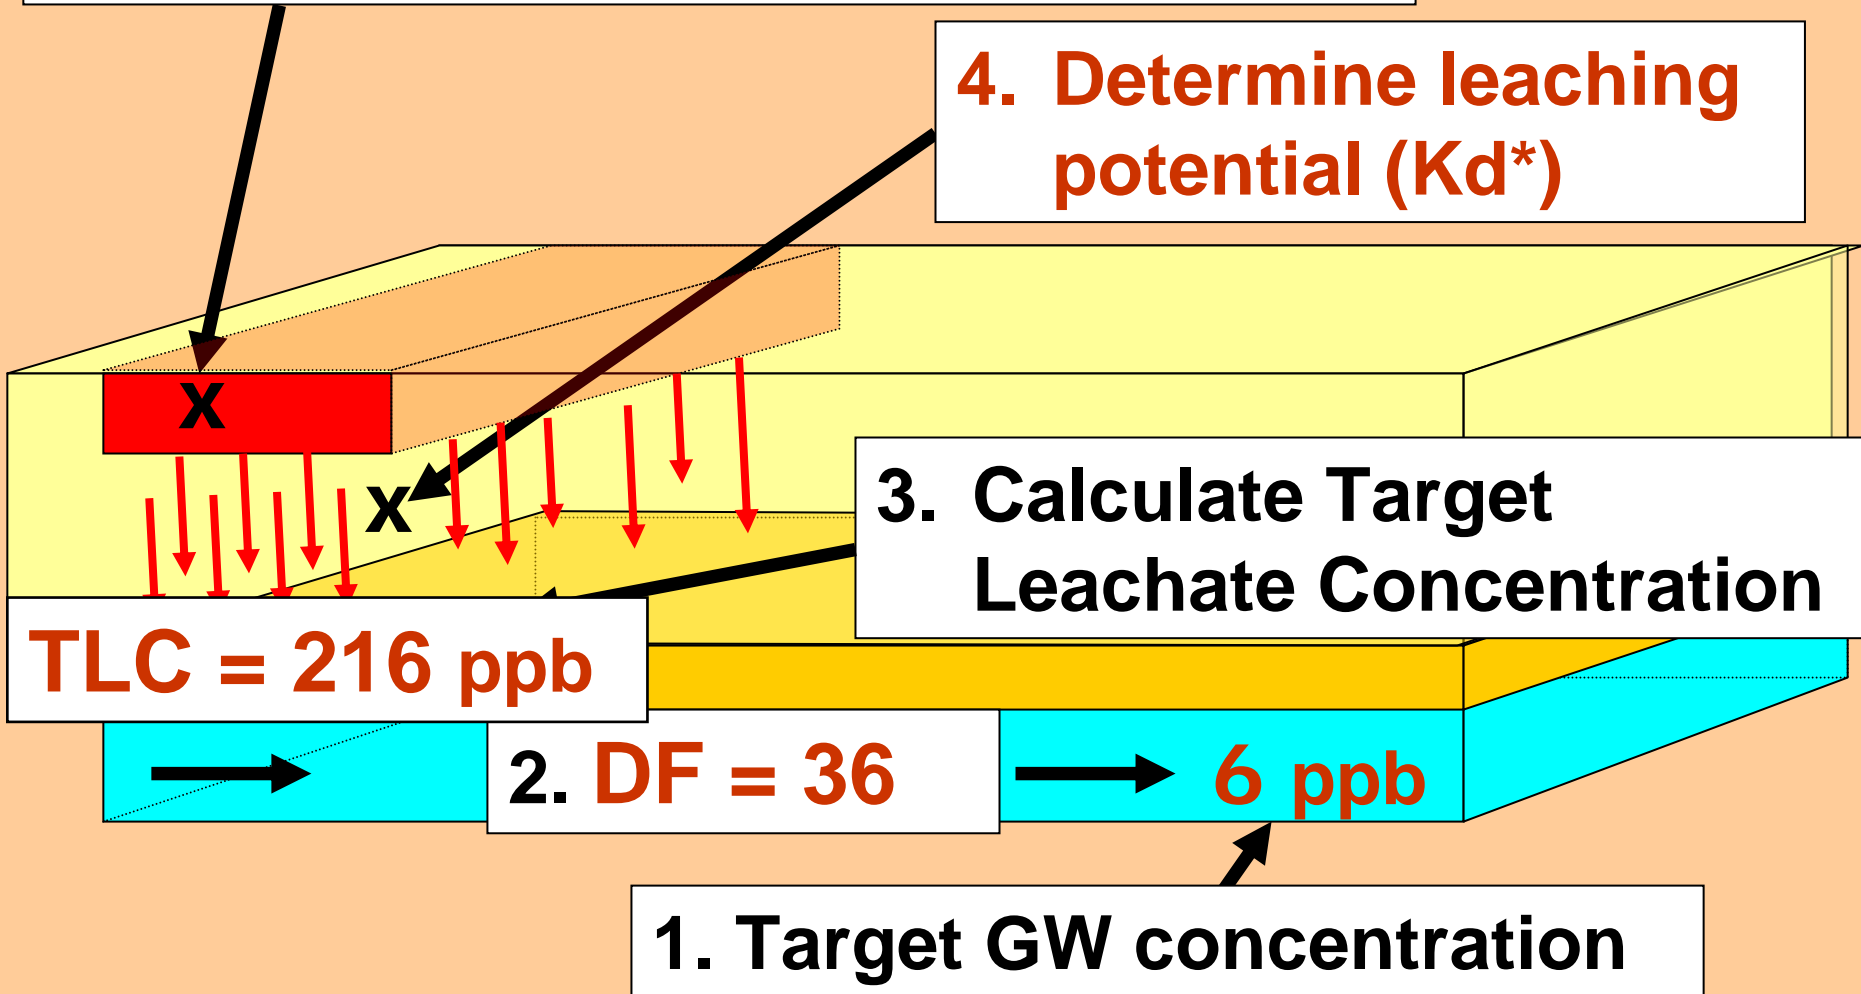 4. Determine leaching
potential (Kd*)
x
x
3. Calculate Target
Leachate Concentration
TLC = 216 ppb
2. DF = 36
6 ppb
1. Target GW concentration